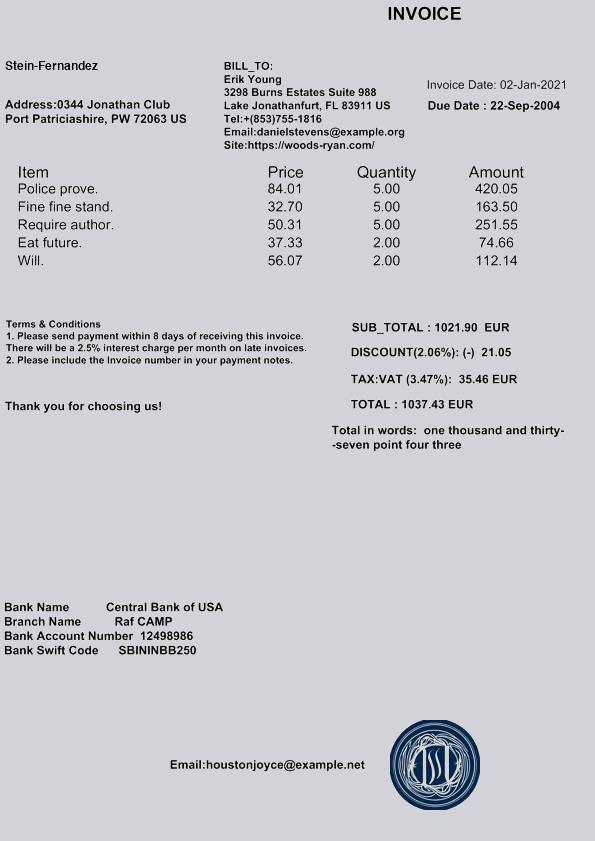 INVOICE
Stein-Fernandez
Address:0344 Jonathan Club
Port Patriciashire, PW 72063 US
BILL_TO:
Erik Young
3298 Burns Estates Suite 988
Lake Jonathanfurt, FL 83911 US
Tel:+(853)755-1816
Email:danielstevens@example.org
Site:https://woods-ryan.com/
Invoice Date: 02-Jan-2021
Due Date : 22-Sep-2004
Item Price Quantity Amount
Police prove. 84.01 5.00 420.05
Fine fine stand. 32.70 5.00 163.50
Require author. 50.31 5.00 251.55
Eat future. 37.33 2.00 74.66
Will. 56.07 2.00 112.14
Terms & Conditions
1. Please send payment within 8 days of receiving this invoice.
There will be a 2.5% interest charge per month on late invoices.
2. Please include the Invoice number in your payment notes.
Thank you for choosing us!
SUB_TOTAL : 1021.90 EUR
DISCOUNT(2.06%): (-) 21.05
TAX:VAT (3.47%): 35.46 EUR
TOTAL : 1037.43 EUR
Total in words: one thousand and thirty-
-seven point four three
Bank Name Central Bank of USA
Branch Name Raf CAMP
Bank Account Number 12498986
Bank Swift Code SBININBB250
Email:houstonjoyce@example.net